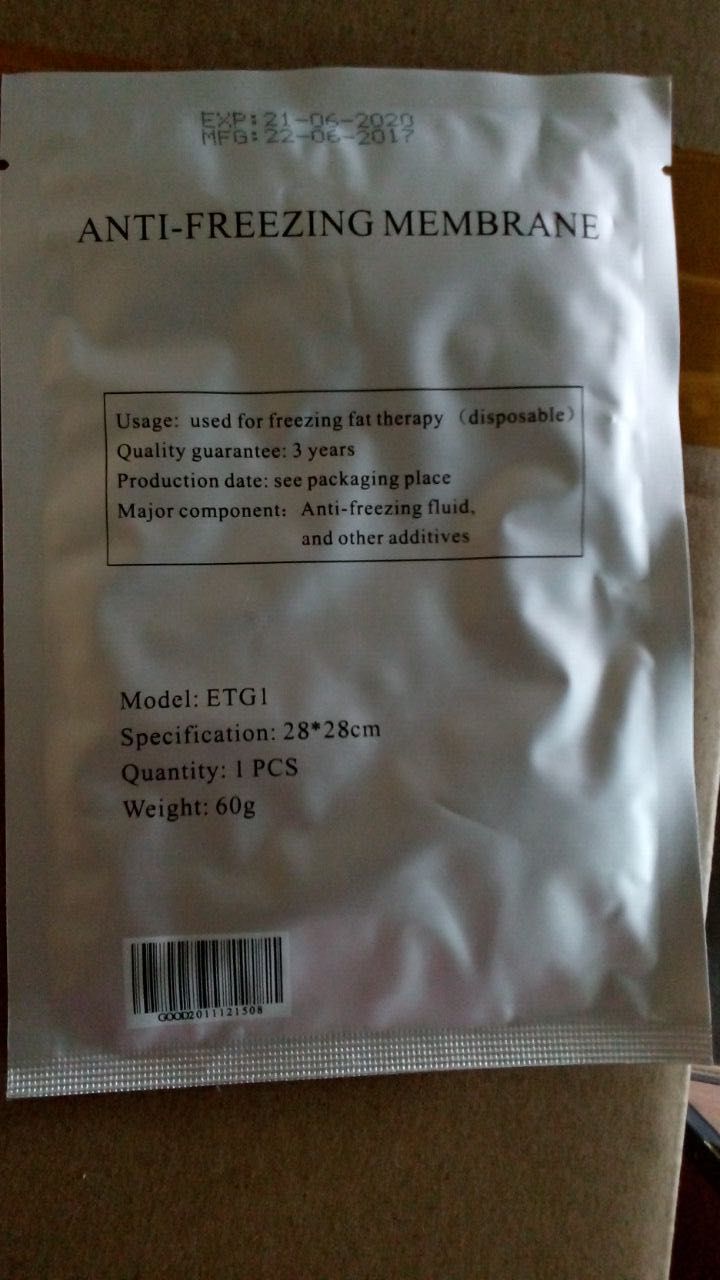 EXP:21-06-2020
MFG:22-06-2017
ANTI-FREEZING MEMBRANE
Usage: used for freezing fat therapy （disposable）
Quality guarantee: 3 years
Production date: see packaging place
Major component： Anti-freezing fluid,
and other additives
Model: ETG1
Specification: 28*28cm
Quantity: 1 PCS
Weight: 60g
GOOD2011121508